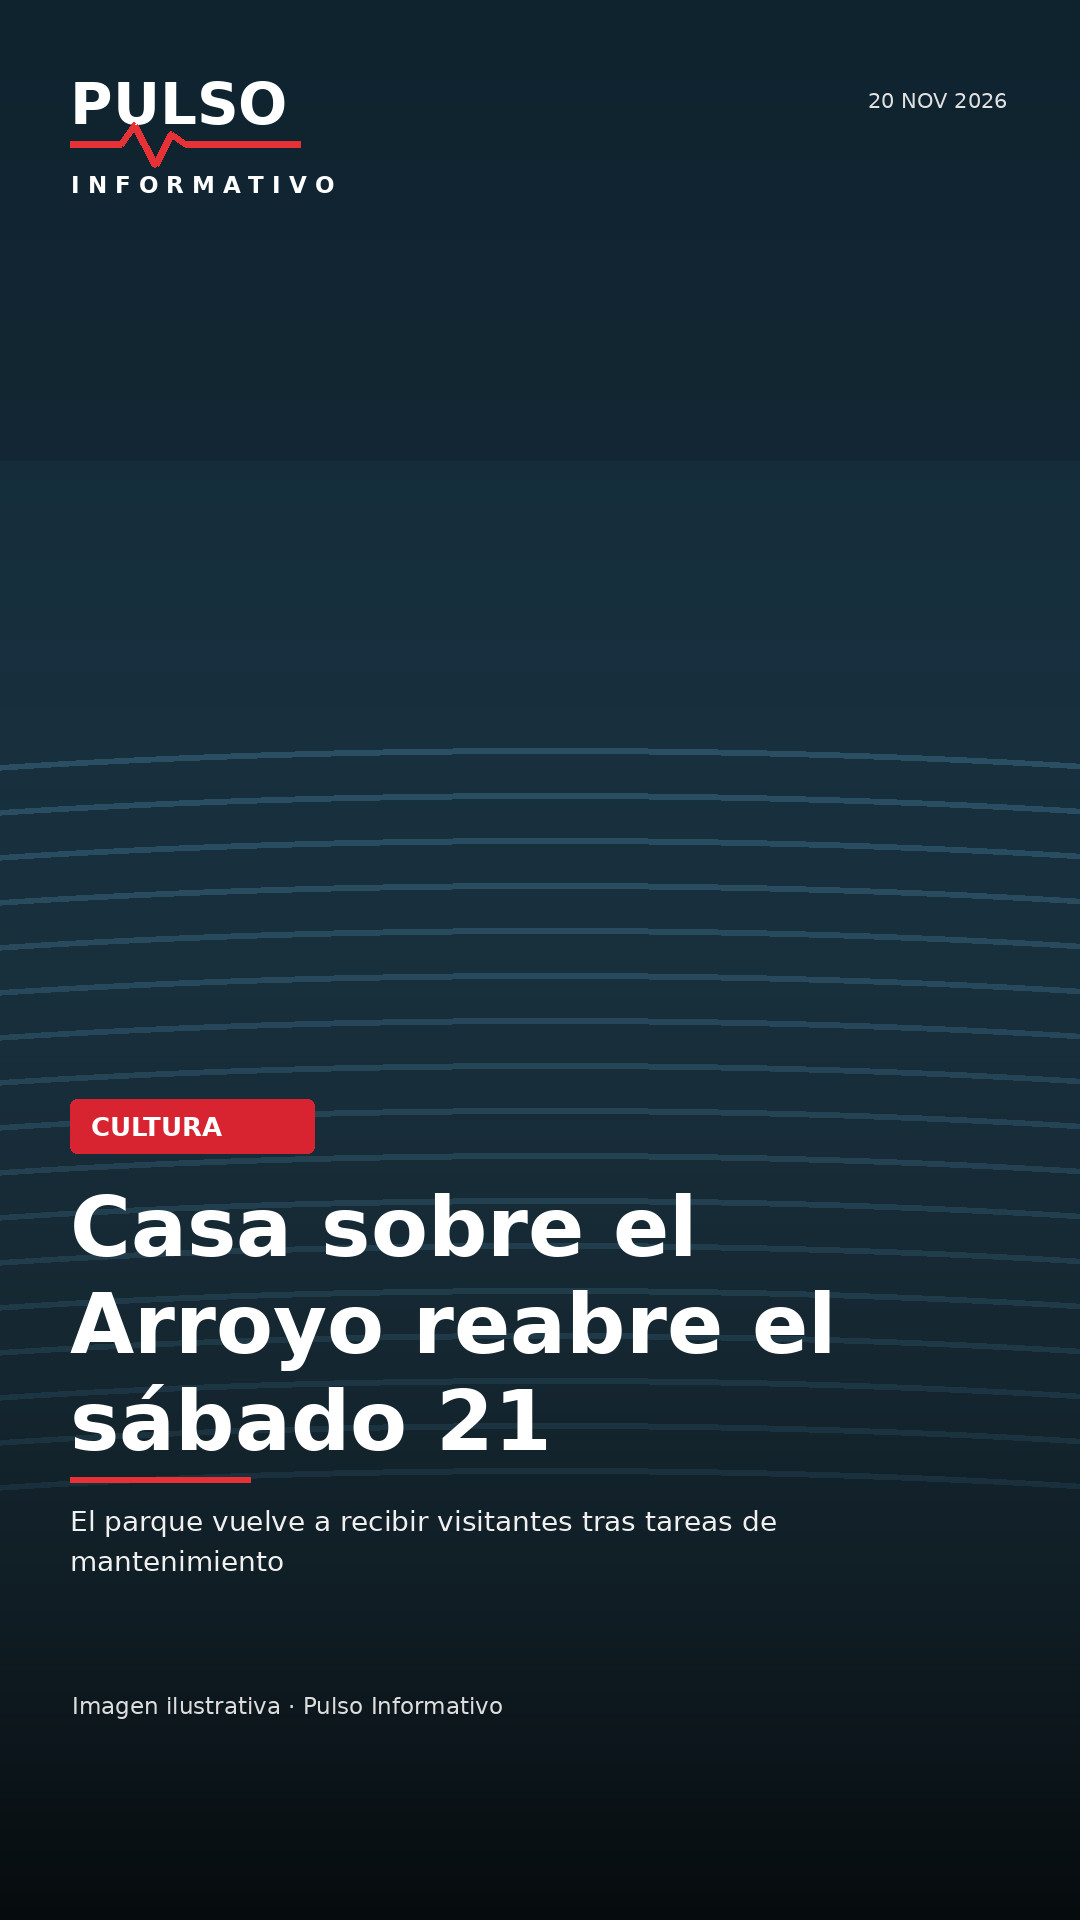 PULSO
INFORMATIVO
20 NOV 2026
CULTURA
Casa sobre el
Arroyo reabre el
sábado 21
El parque vuelve a recibir visitantes tras tareas de
mantenimiento
Imagen ilustrativa · Pulso Informativo